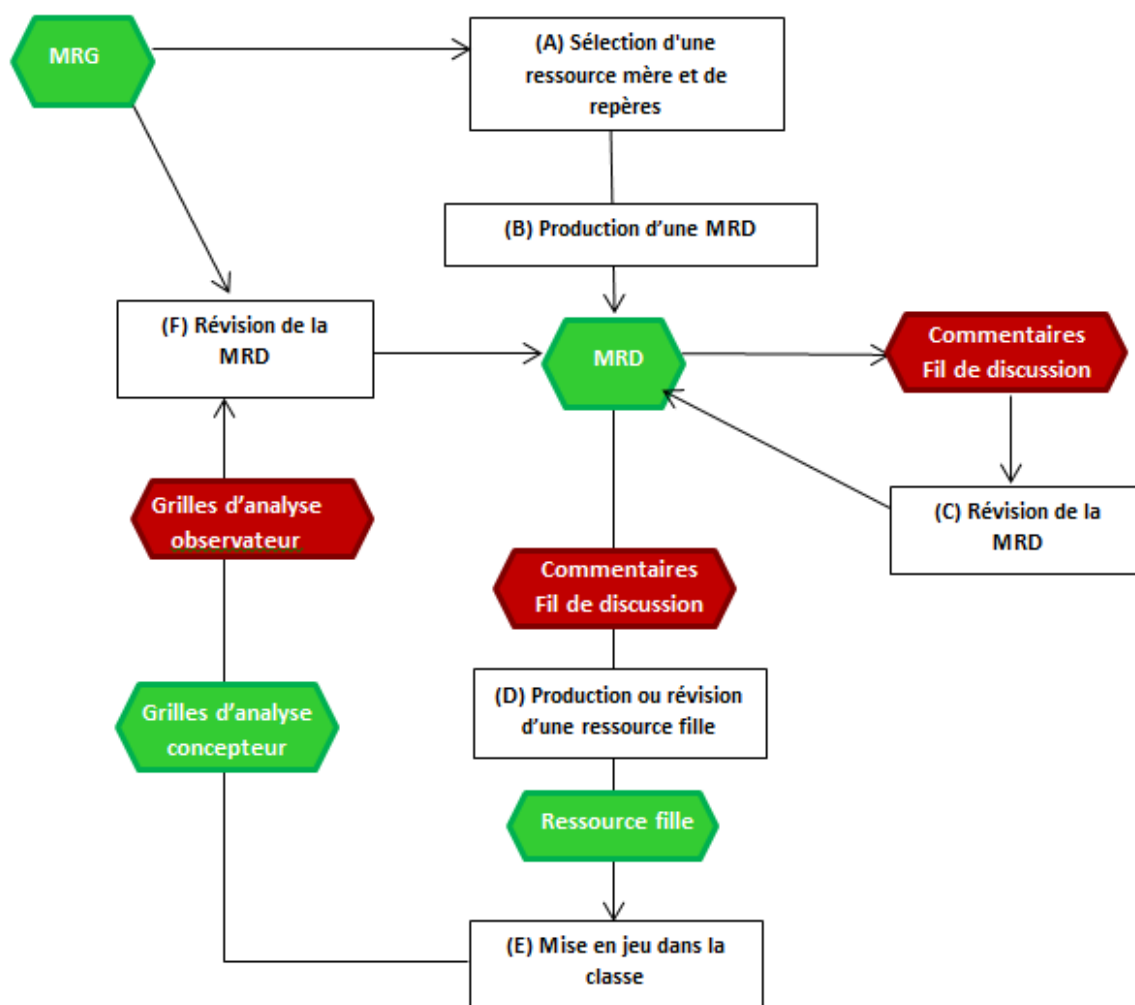 MRG
(A) Sélection d'une
ressource mère et de
repères
(B) Production d’une MRD
(F) Révision de la
MRD
MRD
Commentaires
Fil de discussion
(C) Révision de la
MRD
Grilles d’analyse
observateur
Commentaires
Fil de discussion
(D) Production ou révision
d’une ressource fille
Grilles d’analyse
concepteur
Ressource fille
(E) Mise en jeu dans la
classe